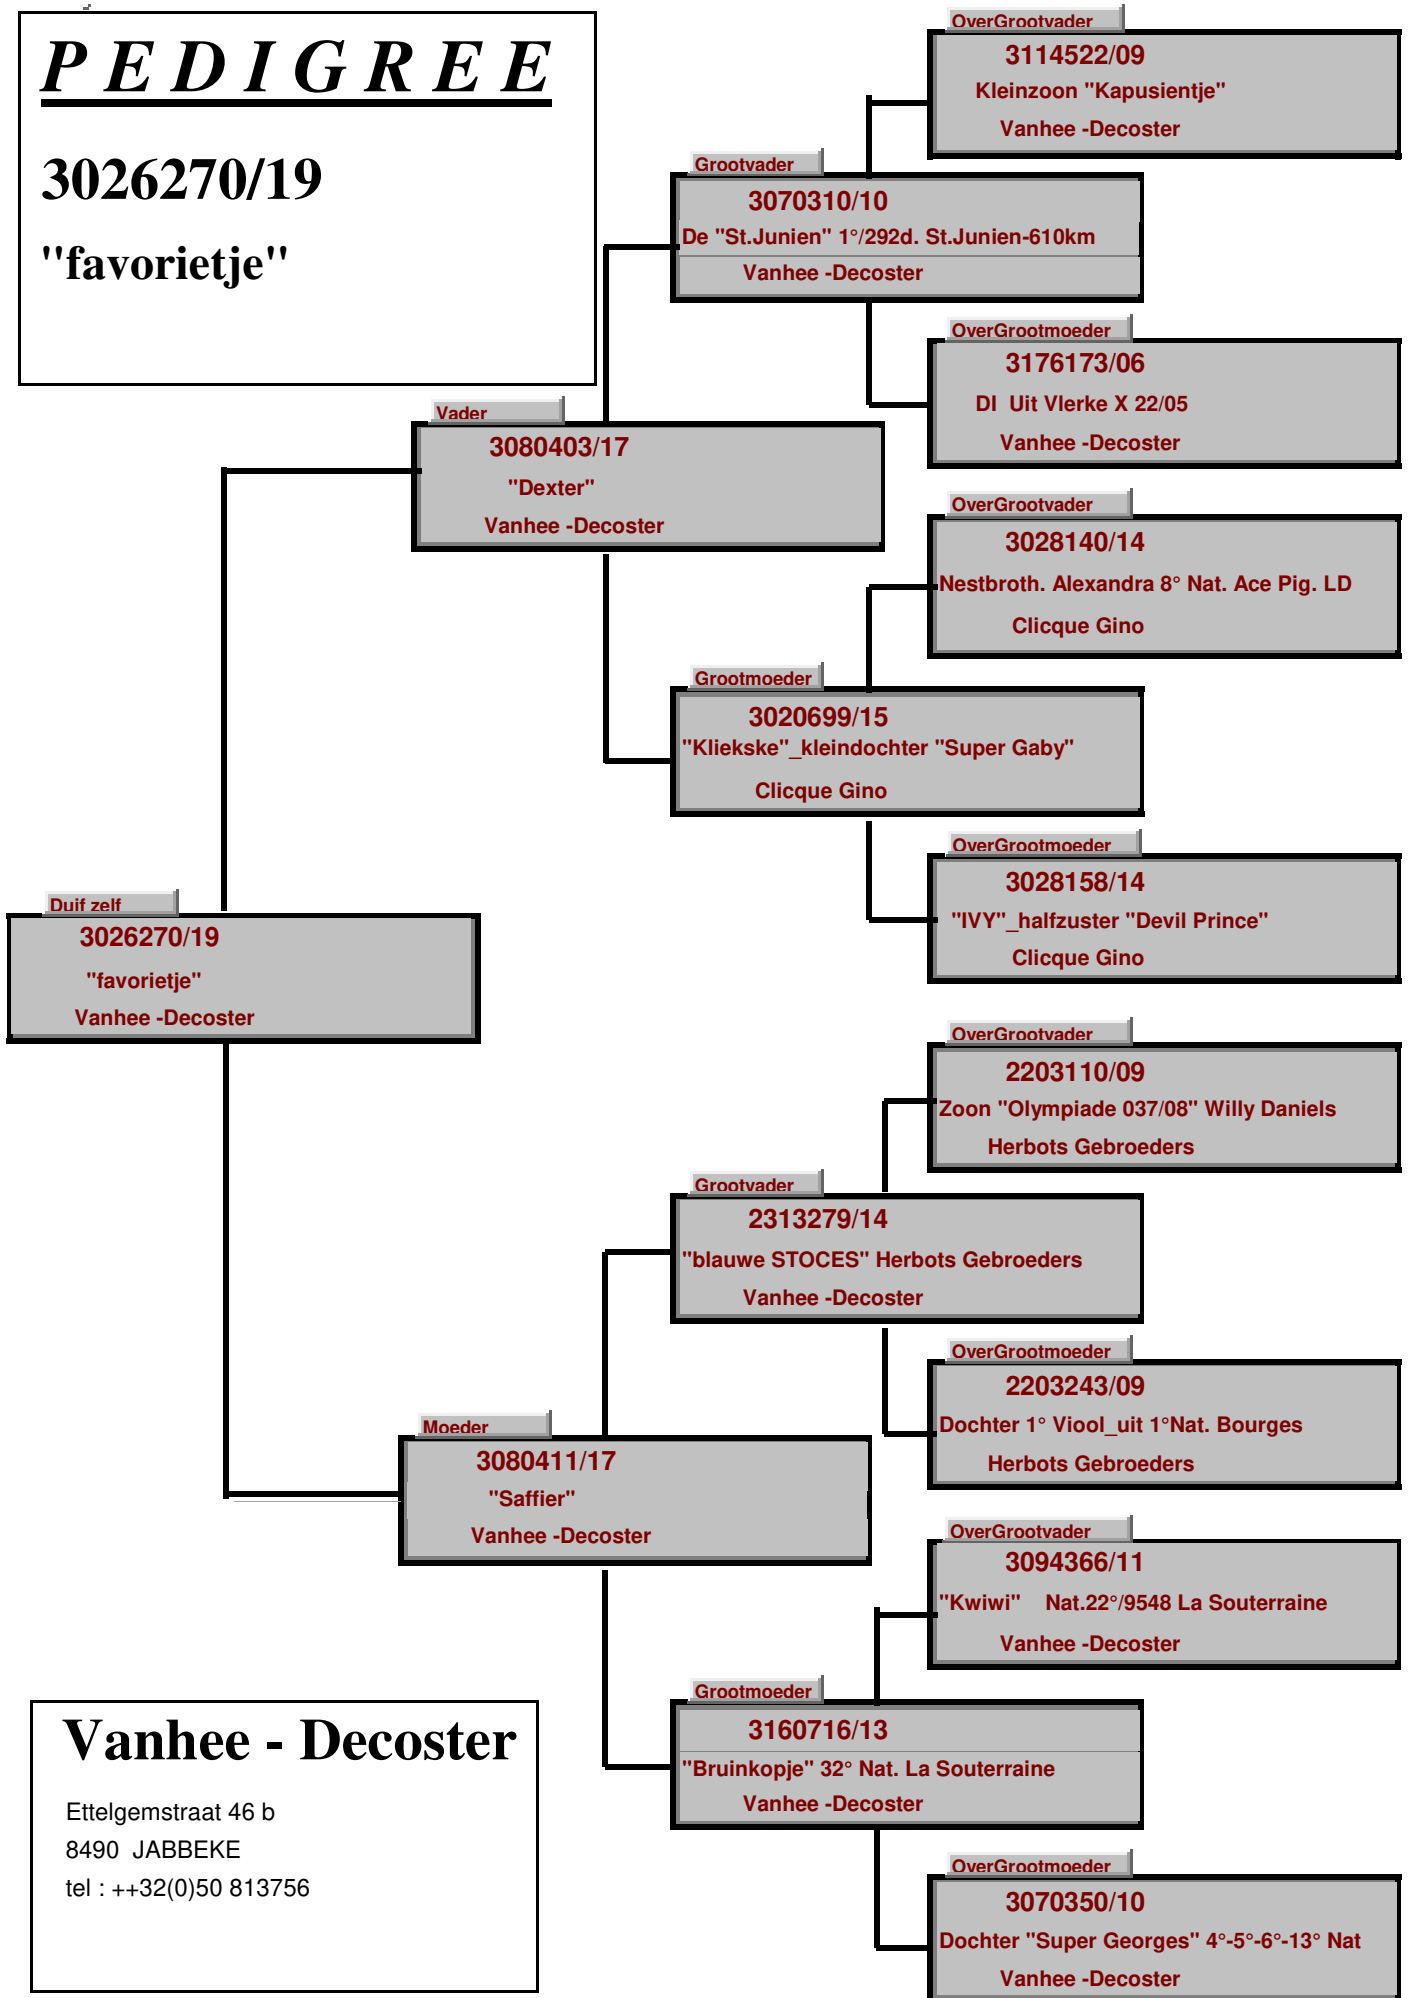 P E D I G R E E
3026270/19
"favorietje"
OverGrootvader
3114522/09
Kleinzoon "Kapusientje"
Vanhee -Decoster
Grootvader
3070310/10
De "St.Junien" 1°/292d. St.Junien-610km
Vanhee -Decoster
OverGrootmoeder
3176173/06
DI  Uit Vlerke X 22/05
Vanhee -Decoster
Vader
3080403/17
"Dexter"
Vanhee -Decoster
OverGrootvader
3028140/14
Nestbroth. Alexandra 8° Nat. Ace Pig. LD
Clicque Gino
Grootmoeder
3020699/15
"Kliekske"_kleindochter "Super Gaby"
Clicque Gino
OverGrootmoeder
3028158/14
"IVY"_halfzuster "Devil Prince"
Clicque Gino
Duif zelf
3026270/19
"favorietje"
Vanhee -Decoster
OverGrootvader
2203110/09
Zoon "Olympiade 037/08" Willy Daniels
Herbots Gebroeders
Grootvader
2313279/14
"blauwe STOCES" Herbots Gebroeders
Vanhee -Decoster
OverGrootmoeder
2203243/09
Dochter 1° Viool_uit 1°Nat. Bourges
Herbots Gebroeders
Moeder
3080411/17
"Saffier"
Vanhee -Decoster
OverGrootvader
3094366/11
"Kwiwi"    Nat.22°/9548 La Souterraine
Vanhee -Decoster
Grootmoeder
3160716/13
"Bruinkopje" 32° Nat. La Souterraine
Vanhee -Decoster
OverGrootmoeder
3070350/10
Dochter "Super Georges" 4°-5°-6°-13° Nat
Vanhee -Decoster
Vanhee - Decoster
Ettelgemstraat 46 b
8490  JABBEKE
tel : ++32(0)50 813756